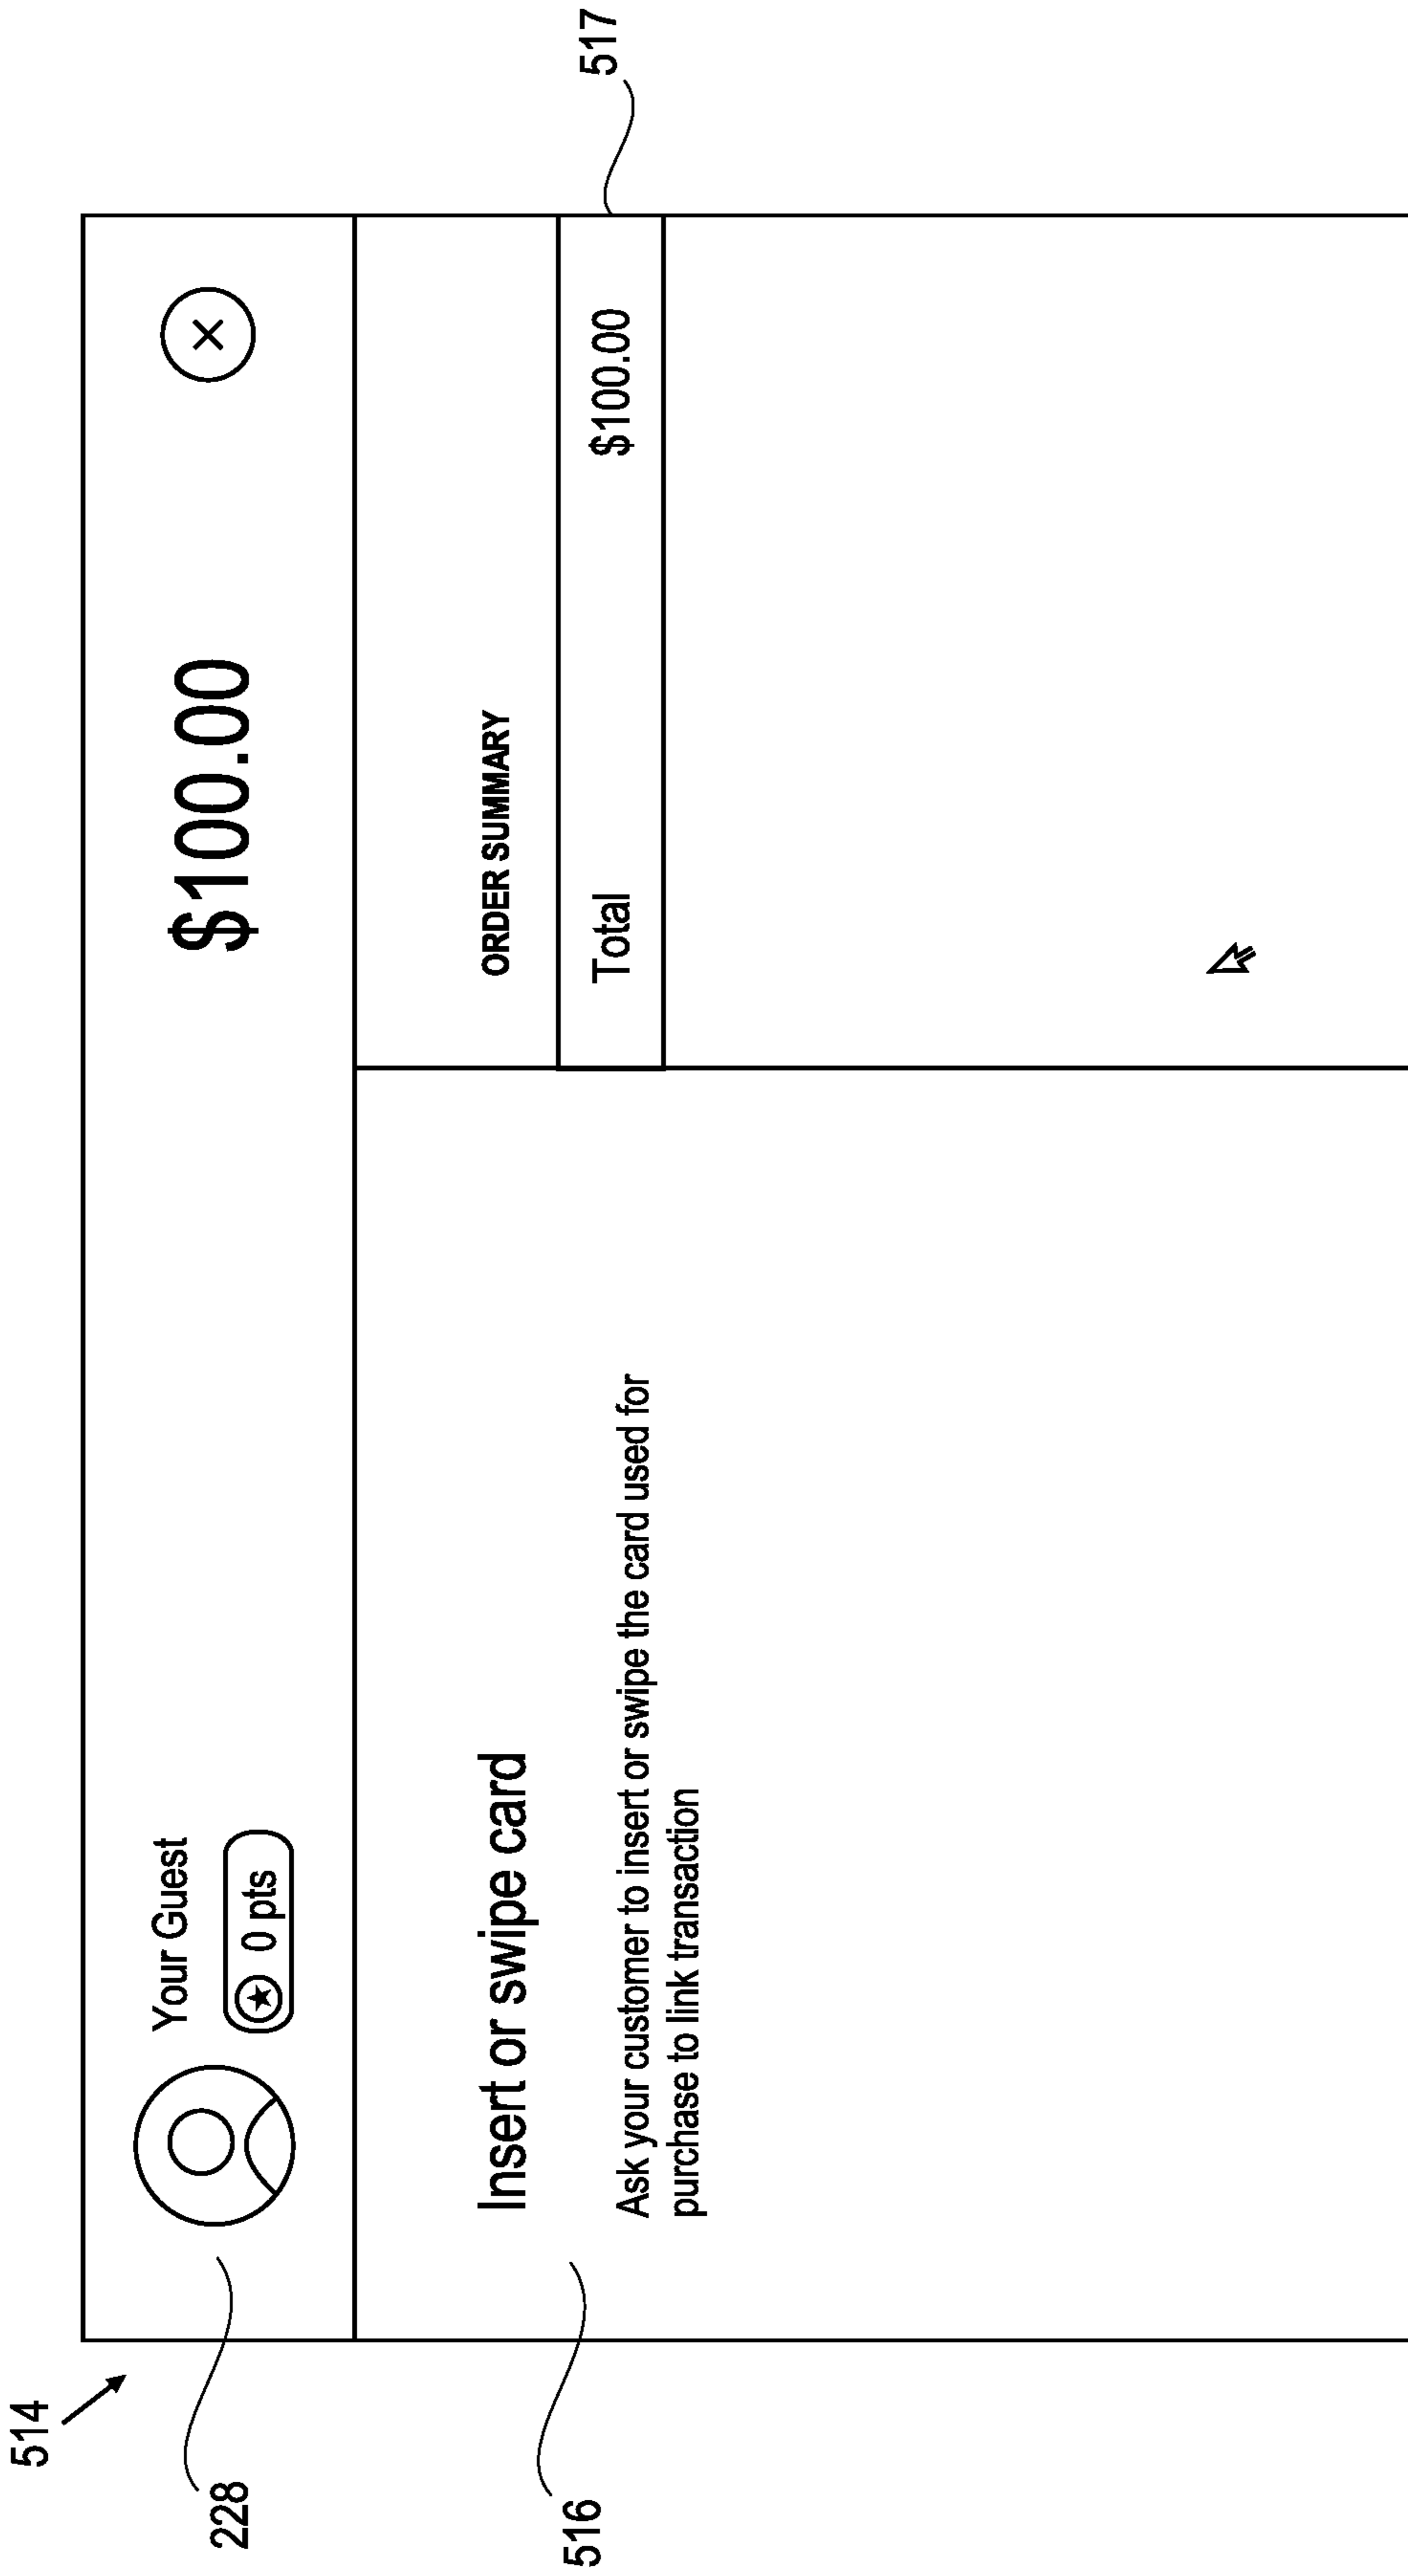 514
228
Your Guest
0 pts
$100.00
516
Insert or swipe card
Ask your customer to insert or swipe the card used for
purchase to link transaction
ORDER SUMMARY
Total $100.00
517